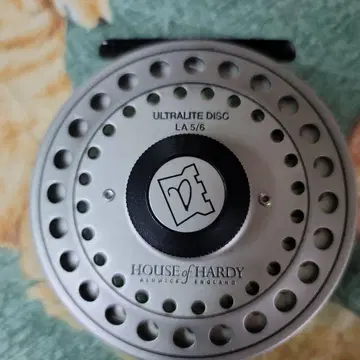 ULTRALITE DISC
LA 5/6
HOUSE of HARDY
ALNWICK ENGLAND